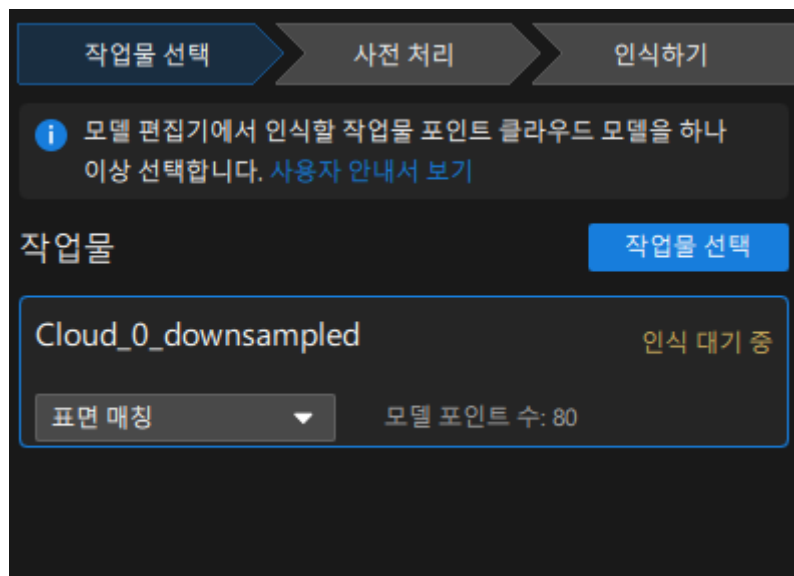 작업물 선택
사전 처리
인식하기
모델 편집기에서 인식할 작업물 포인트 클라우드 모델을 하나
이상 선택합니다. 사용자 안내서 보기
작업물
작업물 선택
Cloud_0_downsampled
인식 대기 중
표면 매칭
모델 포인트 수: 80